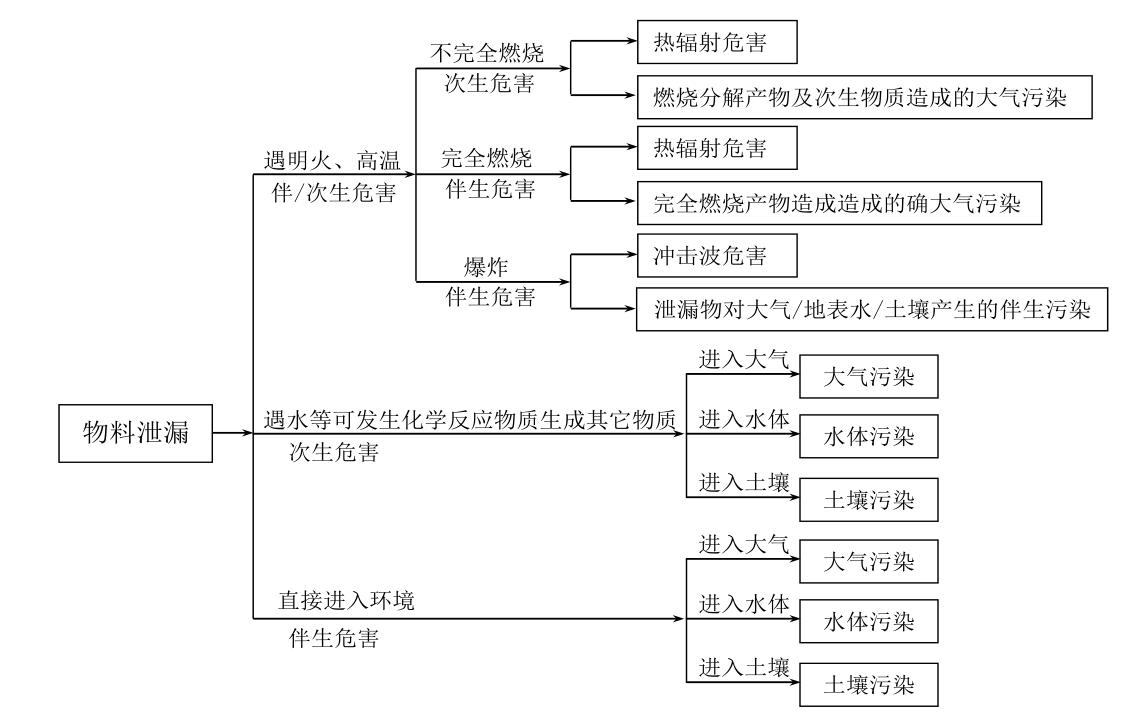 物料泄漏
遇明火、高温
伴/次生危害
不完全燃烧
次生危害
热辐射危害
燃烧分解产物及次生物质造成的大气污染
完全燃烧
伴生危害
热辐射危害
完全燃烧产物造成造成的确大气污染
爆炸
伴生危害
冲击波危害
泄漏物对大气/地表水/土壤产生的伴生污染
遇水等可发生化学反应物质生成其它物质
次生危害
进入大气
大气污染
进入水体
水体污染
进入土壤
土壤污染
直接进入环境
伴生危害
进入大气
大气污染
进入水体
水体污染
进入土壤
土壤污染